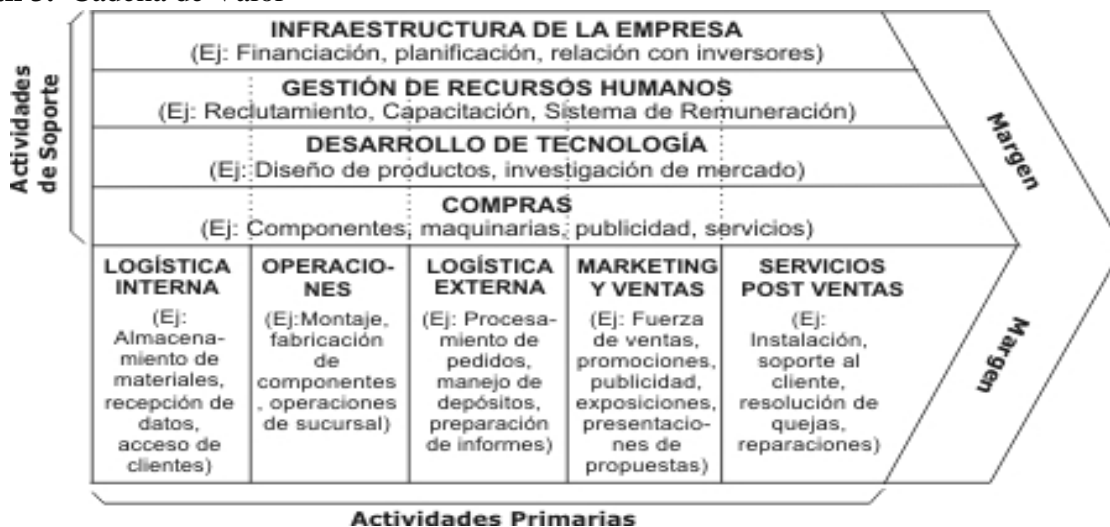 Cadena de Valor
INFRAESTRUCTURA DE LA EMPRESA
(Ej: Financiación, planificación, relación con inversores)
GESTIÓN DE RECURSOS HUMANOS
(Ej: Reclutamiento, Capacitación, Sistema de Remuneración)
DESARROLLO DE TECNOLOGÍA
(Ej: Diseño de productos, investigación de mercado)
COMPRAS
(Ej: Componentes, maquinarias, publicidad, servicios)
Actividades
de Soporte
LOGÍSTICA
INTERNA
(Ej:
Almacena-
miento de
materiales,
recepción de
datos,
acceso de
clientes)
OPERACIO-
NES
(Ej:Montaje,
fabricación
de
componentes
, operaciones
de sucursal)
LOGÍSTICA
EXTERNA
(Ej: Procesa-
miento de
pedidos,
manejo de
depósitos,
preparación
de informes)
MARKETING
Y VENTAS
(Ej: Fuerza
de ventas,
promociones,
publicidad,
exposiciones,
presentacio-
nes de
propuestas)
SERVICIOS
POST VENTAS
(Ej:
Instalación,
soporte al
cliente,
resolución de
quejas,
reparaciones)
Margen
Margen
Actividades Primarias